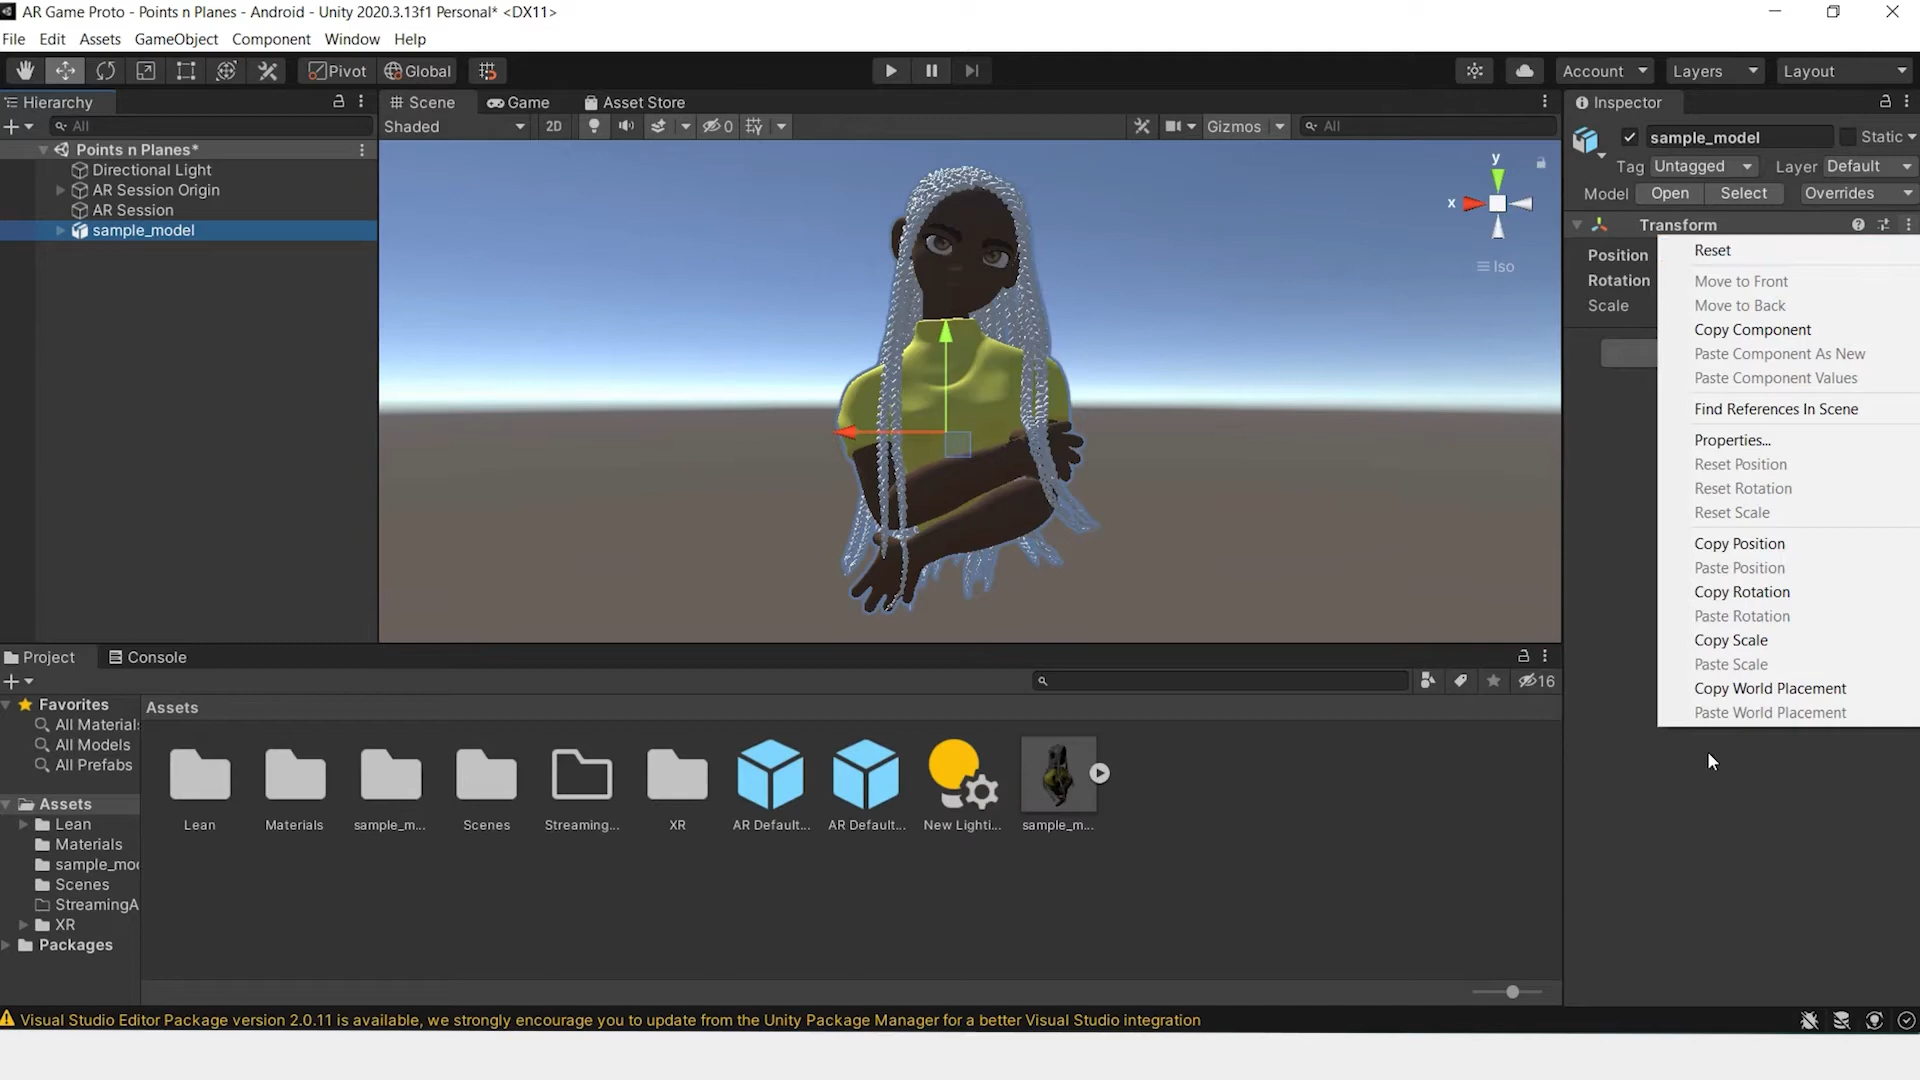 AR Game Proto - Points n Planes - Android - Unity 2020.3.13f1 Personal* <DX11>
File Edit Assets GameObject Component Window Help
Pivot Global Account Layers Layout
Hierarchy
All
Points n Planes*
Directional Light
AR Session Origin
AR Session
sample_model
Scene Game Asset Store
Shaded 2D 0 Gizmos All
y
x
Iso
Inspector
sample_model Static
Tag Untagged Layer Default
Model Open Select Overrides
Transform
Position
Rotation
Scale
Reset
Move to Front
Move to Back
Copy Component
Paste Component As New
Paste Component Values
Find References In Scene
Properties...
Reset Position
Reset Rotation
Reset Scale
Copy Position
Paste Position
Copy Rotation
Paste Rotation
Copy Scale
Paste Scale
Copy World Placement
Paste World Placement
Project Console
16
Favorites
All Materials
All Models
All Prefabs
Assets
Lean
Materials
sample_mod
Scenes
StreamingA
XR
Packages
Assets
Lean Materials sample_m... Scenes Streaming... XR AR Default... AR Default... New Lighti... sample_m...
Visual Studio Editor Package version 2.0.11 is available, we strongly encourage you to update from the Unity Package Manager for a better Visual Studio integration